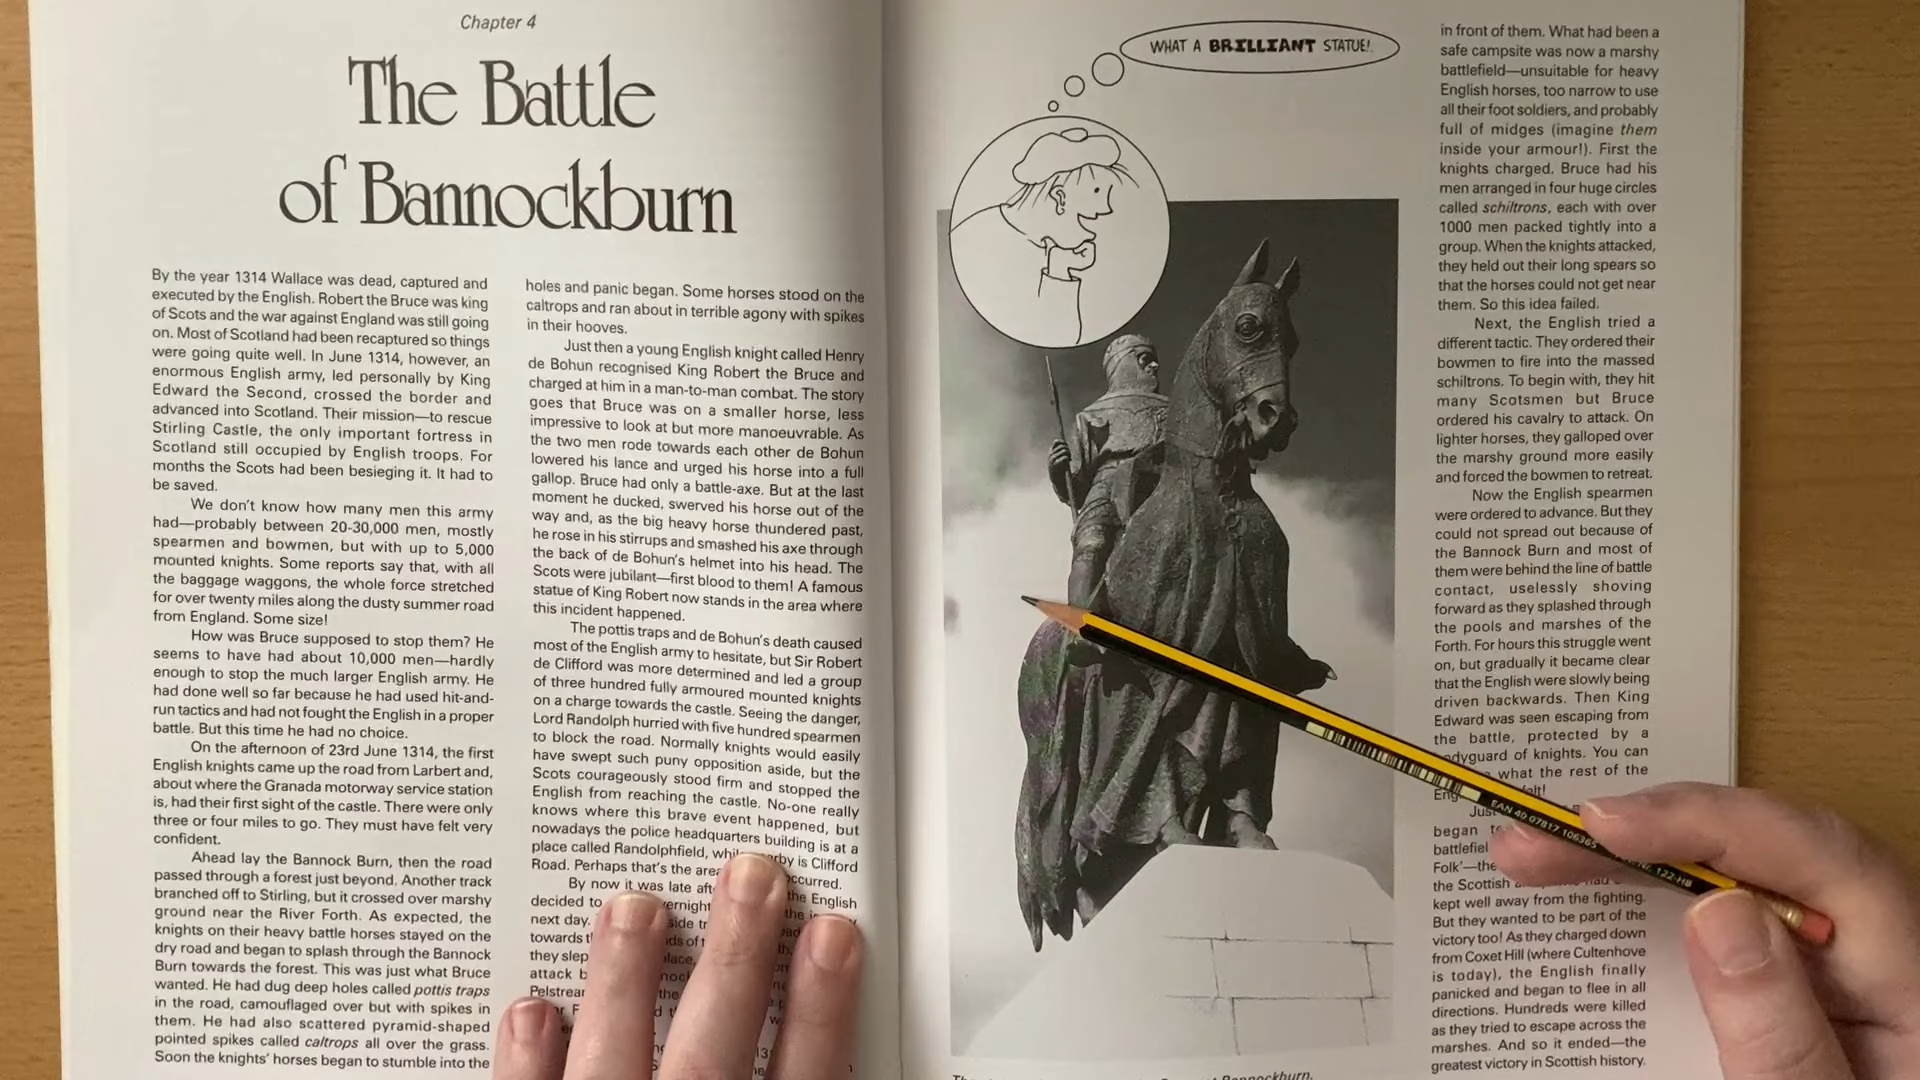 Chapter 4
The Battle
of Bannockburn
By the year 1314 Wallace was dead, captured and
executed by the English. Robert the Bruce was king
of Scots and the war against England was still going
on. Most of Scotland had been recaptured so things
were going quite well. In June 1314, however, an
enormous English army, led personally by King
Edward the Second, crossed the border and
advanced into Scotland. Their mission—to rescue
Stirling Castle, the only important fortress in
Scotland still occupied by English troops. For
months the Scots had been besieging it. It had to
be saved.
We don't know how many men this army
had—probably between 20-30,000 men, mostly
spearmen and bowmen, but with up to 5,000
mounted knights. Some reports say that, with all
the baggage waggons, the whole force stretched
for over twenty miles along the dusty summer road
from England. Some size!
How was Bruce supposed to stop them? He
seems to have had about 10,000 men—hardly
enough to stop the much larger English army. He
had done well so far because he had used hit-and-
run tactics and had not fought the English in a proper
battle. But this time he had no choice.
On the afternoon of 23rd June 1314, the first
English knights came up the road from Larbert and,
about where the Granada motorway service station
is, had their first sight of the castle. There were only
three or four miles to go. They must have felt very
confident.
Ahead lay the Bannock Burn, then the road
passed through a forest just beyond. Another track
branched off to Stirling, but it crossed over marshy
ground near the River Forth. As expected, the
knights on their heavy battle horses stayed on the
dry road and began to splash through the Bannock
Burn towards the forest. This was just what Bruce
wanted. He had dug deep holes called pottis traps
in the road, camouflaged over but with spikes in
them. He had also scattered pyramid-shaped
pointed spikes called caltrops all over the grass.
Soon the knights' horses began to stumble into the
holes and panic began. Some horses stood on the
caltrops and ran about in terrible agony with spikes
in their hooves.
Just then a young English knight called Henry
de Bohun recognised King Robert the Bruce and
charged at him in a man-to-man combat. The story
goes that Bruce was on a smaller horse, less
impressive to look at but more manoeuvrable. As
the two men rode towards each other de Bohun
lowered his lance and urged his horse into a full
gallop. Bruce had only a battle-axe. But at the last
moment he ducked, swerved his horse out of the
way and, as the big heavy horse thundered past,
he rose in his stirrups and smashed his axe through
the back of de Bohun's helmet into his head. The
Scots were jubilant—first blood to them! A famous
statue of King Robert now stands in the area where
this incident happened.
The pottis traps and de Bohun's death caused
most of the English army to hesitate, but Sir Robert
de Clifford was more determined and led a group
of three hundred fully armoured mounted knights
on a charge towards the castle. Seeing the danger,
Lord Randolph hurried with five hundred spearmen
to block the road. Normally knights would easily
have swept such puny opposition aside, but the
Scots courageously stood firm and stopped the
English from reaching the castle. No-one really
knows where this brave event happened, but
nowadays the police headquarters building is at a
place called Randolphfield, is Clifford
Road. Perhaps that's the occurred.
By now it was late the English
decided to
next day.
towards
they
attack
WHAT A BRILLIANT STATUE!
in front of them. What had been a
safe campsite was now a marshy
battlefield—unsuitable for heavy
English horses, too narrow to use
all their foot soldiers, and probably
full of midges (imagine them
inside your armour!). First the
knights charged. Bruce had his
men arranged in four huge circles
called schiltrons, each with over
1000 men packed tightly into a
group. When the knights attacked,
they held out their long spears so
that the horses could not get near
them. So this idea failed.
Next, the English tried a
different tactic. They ordered their
bowmen to fire into the massed
schiltrons. To begin with, they hit
many Scotsmen but Bruce
ordered his cavalry to attack. On
lighter horses, they galloped over
the marshy ground more easily
and forced the bowmen to retreat.
Now the English spearmen
were ordered to advance. But they
could not spread out because of
the Bannock Burn and most of
them were behind the line of battle
contact, uselessly shoving
forward as they splashed through
the pools and marshes of the
Forth. For hours this struggle went
on, but gradually it became clear
that the English were slowly being
driven backwards. Then King
Edward was seen escaping from
the battle, protected by a
of knights. You can
what the rest of the
began
Folk'—the
the Scottish
kept well away from the fighting.
But they wanted to be part of the
victory too! As they charged down
from Coxet Hill (where Cultenhove
is today), the English finally
panicked and began to flee in all
directions. Hundreds were killed
as they tried to escape across the
marshes. And so it ended—the
greatest victory in Scottish history.
Bannockburn.
EAN 40 07817 106365
122-HB